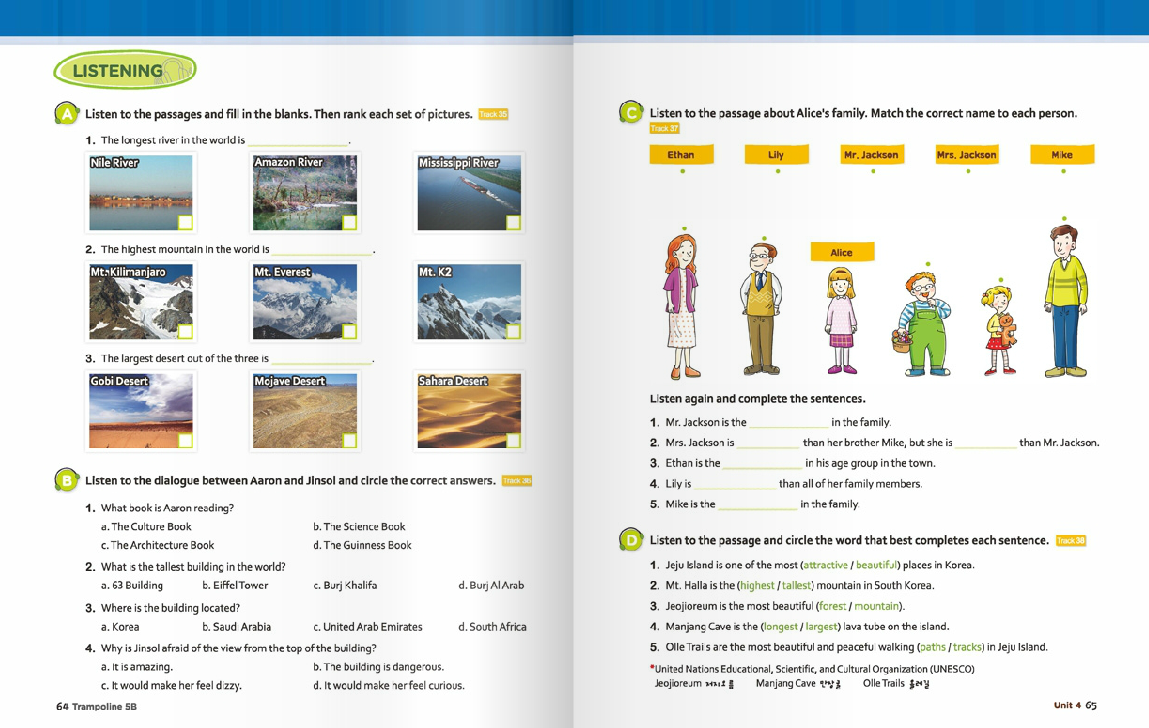 LISTENING
A Listen to the passages and fill in the blanks. Then rank each set of pictures. Track 35
1. The longest river in the world is ____________.
Nile River
Amazon River
Mississippi River
2. The highest mountain in the world is ____________.
Mt. Kilimanjaro
Mt. Everest
Mt. K2
3. The largest desert out of the three is ____________.
Gobi Desert
Mojave Desert
Sahara Desert
B Listen to the dialogue between Aaron and Jinsol and circle the correct answers. Track 36
1. What book is Aaron reading?
a. The Culture Book b. The Science Book
c. The Architecture Book d. The Guinness Book
2. What is the tallest building in the world?
a. 63 Building b. Eiffel Tower c. Burj Khalifa d. Burj Al Arab
3. Where is the building located?
a. Korea b. Saudi Arabia c. United Arab Emirates d. South Africa
4. Why is Jinsol afraid of the view from the top of the building?
a. It is amazing. b. The building is dangerous.
c. It would make her feel dizzy. d. It would make her feel curious.
64 Trampoline 5B
C Listen to the passage about Alice's family. Match the correct name to each person.
Track 37
Ethan Lily Mr. Jackson Mrs. Jackson Mike
Alice
Listen again and complete the sentences.
1. Mr. Jackson is the ____________ in the family.
2. Mrs. Jackson is ____________ than her brother Mike, but she is ____________ than Mr. Jackson.
3. Ethan is the ____________ in his age group in the town.
4. Lily is ____________ than all of her family members.
5. Mike is the ____________ in the family.
D Listen to the passage and circle the word that best completes each sentence. Track 38
1. Jeju Island is one of the most (attractive / beautiful) places in Korea.
2. Mt. Halla is the (highest / tallest) mountain in South Korea.
3. Jeojioreum is the most beautiful (forest / mountain).
4. Manjang Cave is the (longest / largest) lava tube on the island.
5. Olle Trails are the most beautiful and peaceful walking (paths / tracks) in Jeju Island.
*United Nations Educational, Scientific, and Cultural Organization (UNESCO)
Jeojioreum 저지오름 Manjang Cave 만장굴 Olle Trails 올레길
Unit 4 65